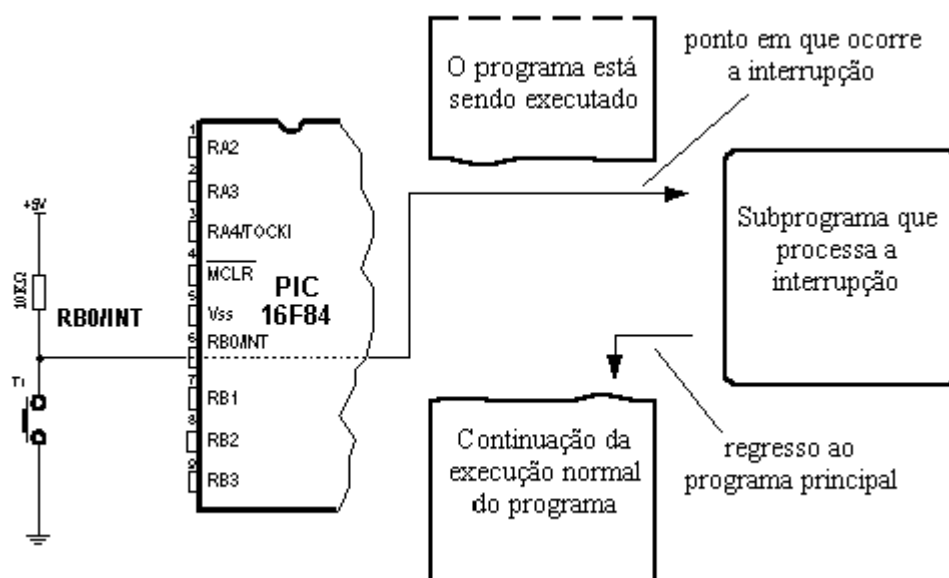 O programa está
sendo executado
ponto em que ocorre
a interrupção
Subprograma que
processa a
interrupção
regresso ao
programa principal
Continuação da
execução normal
do programa
PIC
16F84
1
RA2
2
RA3
3
RA4/TOCKI
4
MCLR
5
Vss
6
RB0/INT
7
RB1
8
RB2
9
RB3
10KΩ
RB0/INT
T1